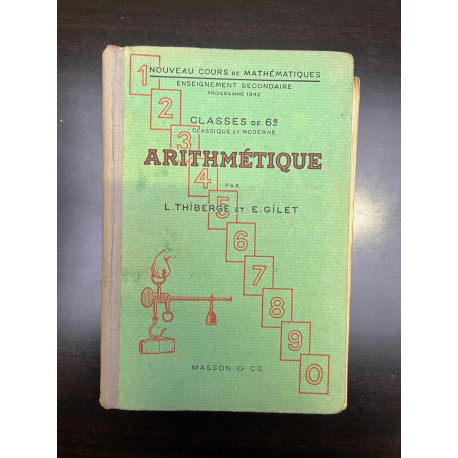 NOUVEAU COURS DE MATHÉMATIQUES
ENSEIGNEMENT SECONDAIRE
PROGRAMME 1942
CLASSES DE 6e
CLASSIQUE ET MODERNE
ARITHMÉTIQUE
PAR
L. THIBERGE ET E. GILET
1
2
3
4
5
6
7
8
9
0
MASSON & CIE